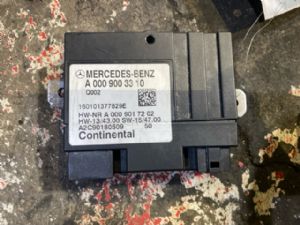 MERCEDES-BENZ
A 000 900 33 10
Q002
160101377629E
HW-NR A 000 901 72 02
HW-13/43.00 SW-15/47.00
A2C90180509 50
Continental